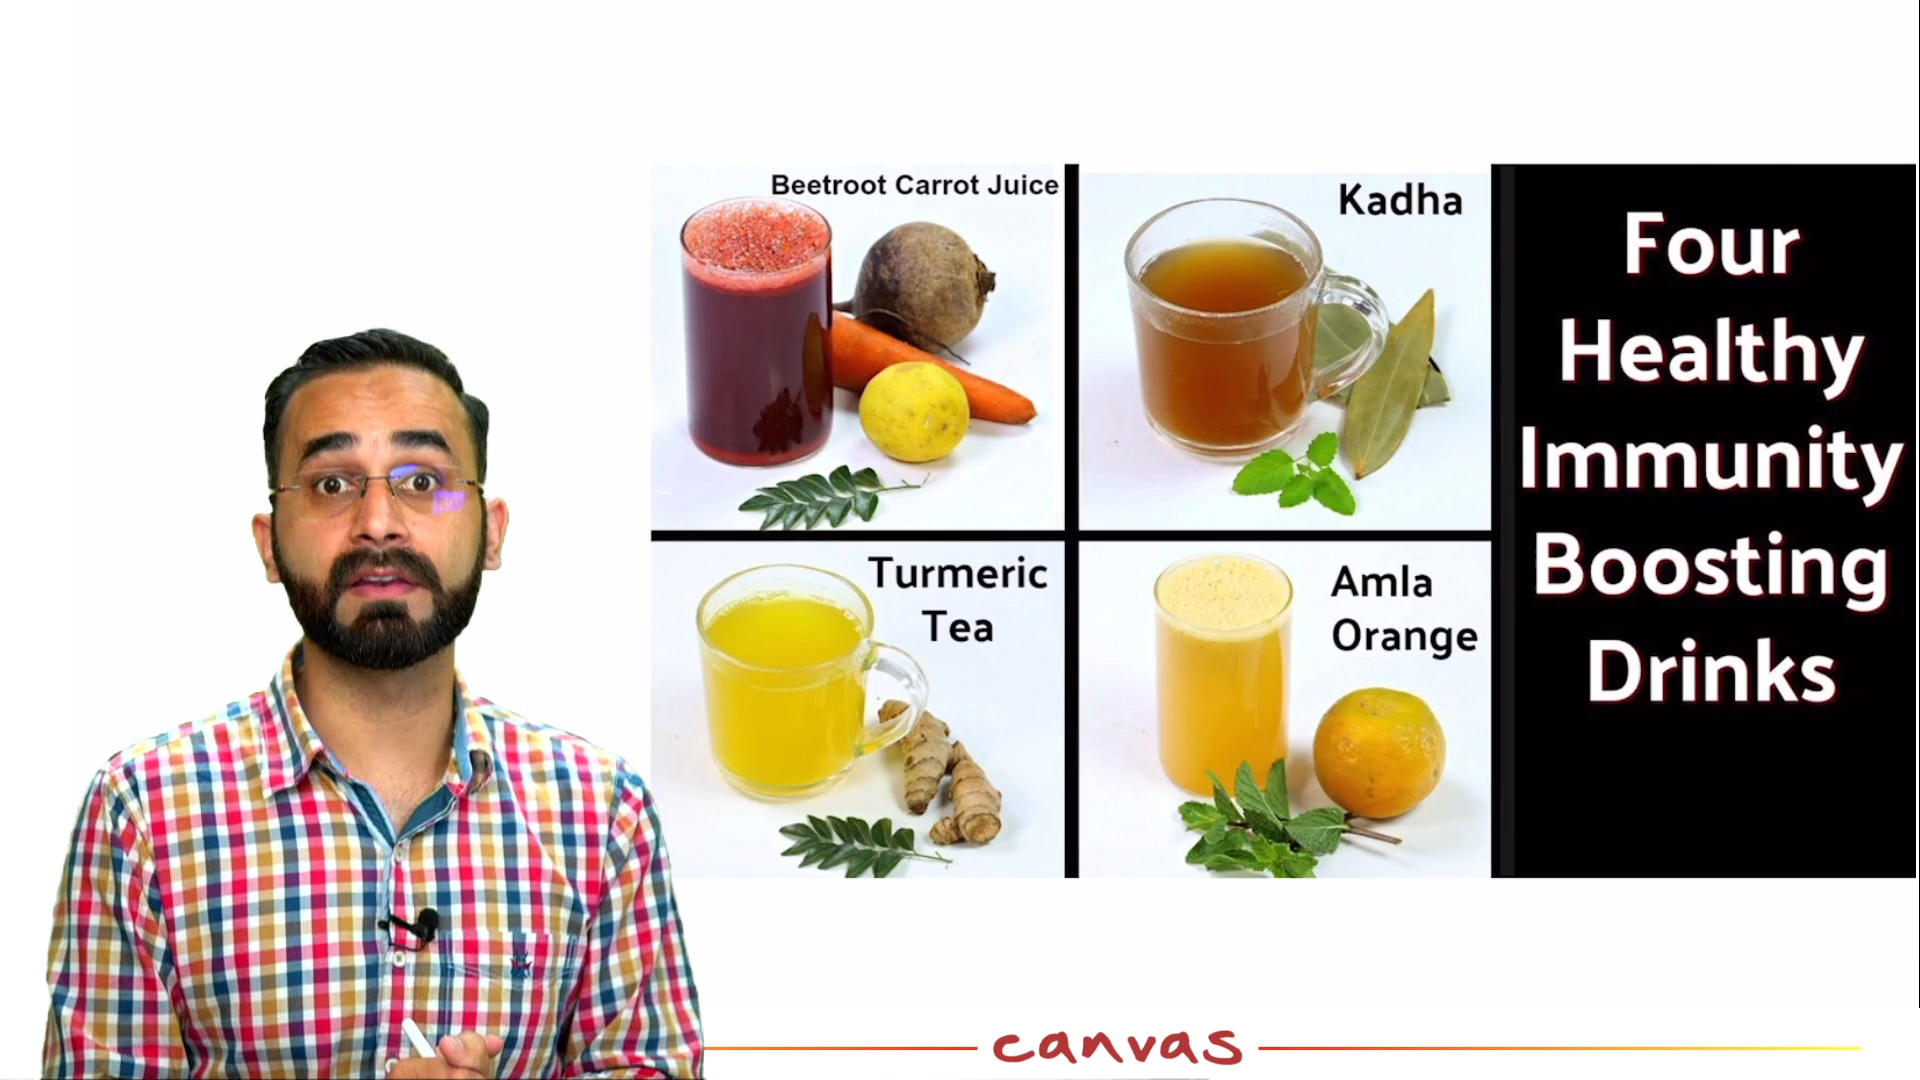 Beetroot Carrot Juice
Kadha
Turmeric
Tea
Amla
Orange
Four
Healthy
Immunity
Boosting
Drinks
canvas